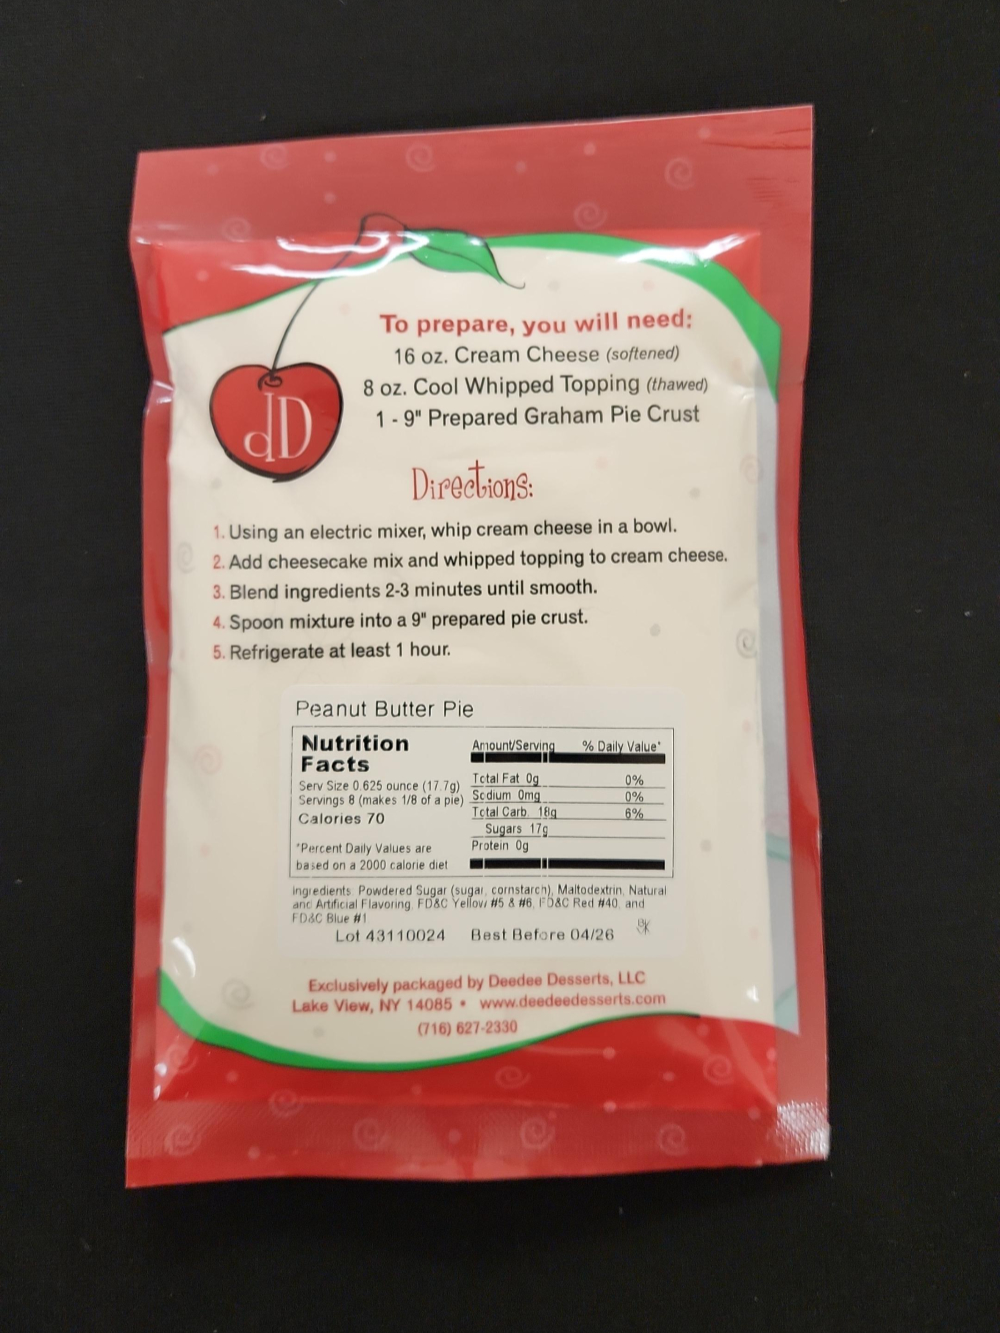 To prepare, you will need:
16 oz. Cream Cheese (softened)
8 oz. Cool Whipped Topping (thawed)
1 - 9" Prepared Graham Pie Crust
dD
Directions:
1. Using an electric mixer, whip cream cheese in a bowl.
2. Add cheesecake mix and whipped topping to cream cheese.
3. Blend ingredients 2-3 minutes until smooth.
4. Spoon mixture into a 9" prepared pie crust.
5. Refrigerate at least 1 hour.
Peanut Butter Pie
Nutrition
Facts
Serv Size 0.625 ounce (17.7g)
Servings 8 (makes 1/8 of a pie)
Calories 70
*Percent Daily Values are
based on a 2000 calorie diet
Amount/Serving % Daily Value*
Total Fat 0g 0%
Sodium 0mg 0%
Total Carb. 18g 6%
Sugars 17g
Protein 0g
Ingredients: Powdered Sugar (sugar, cornstarch), Maltodextrin, Natural
and Artificial Flavoring, FD&C Yellow #5 & #6, FD&C Red #40, and
FD&C Blue #1
Lot 43110024 Best Before 04/26
Exclusively packaged by Deedee Desserts, LLC
Lake View, NY 14085 • www.deedeedesserts.com
(716) 627-2330